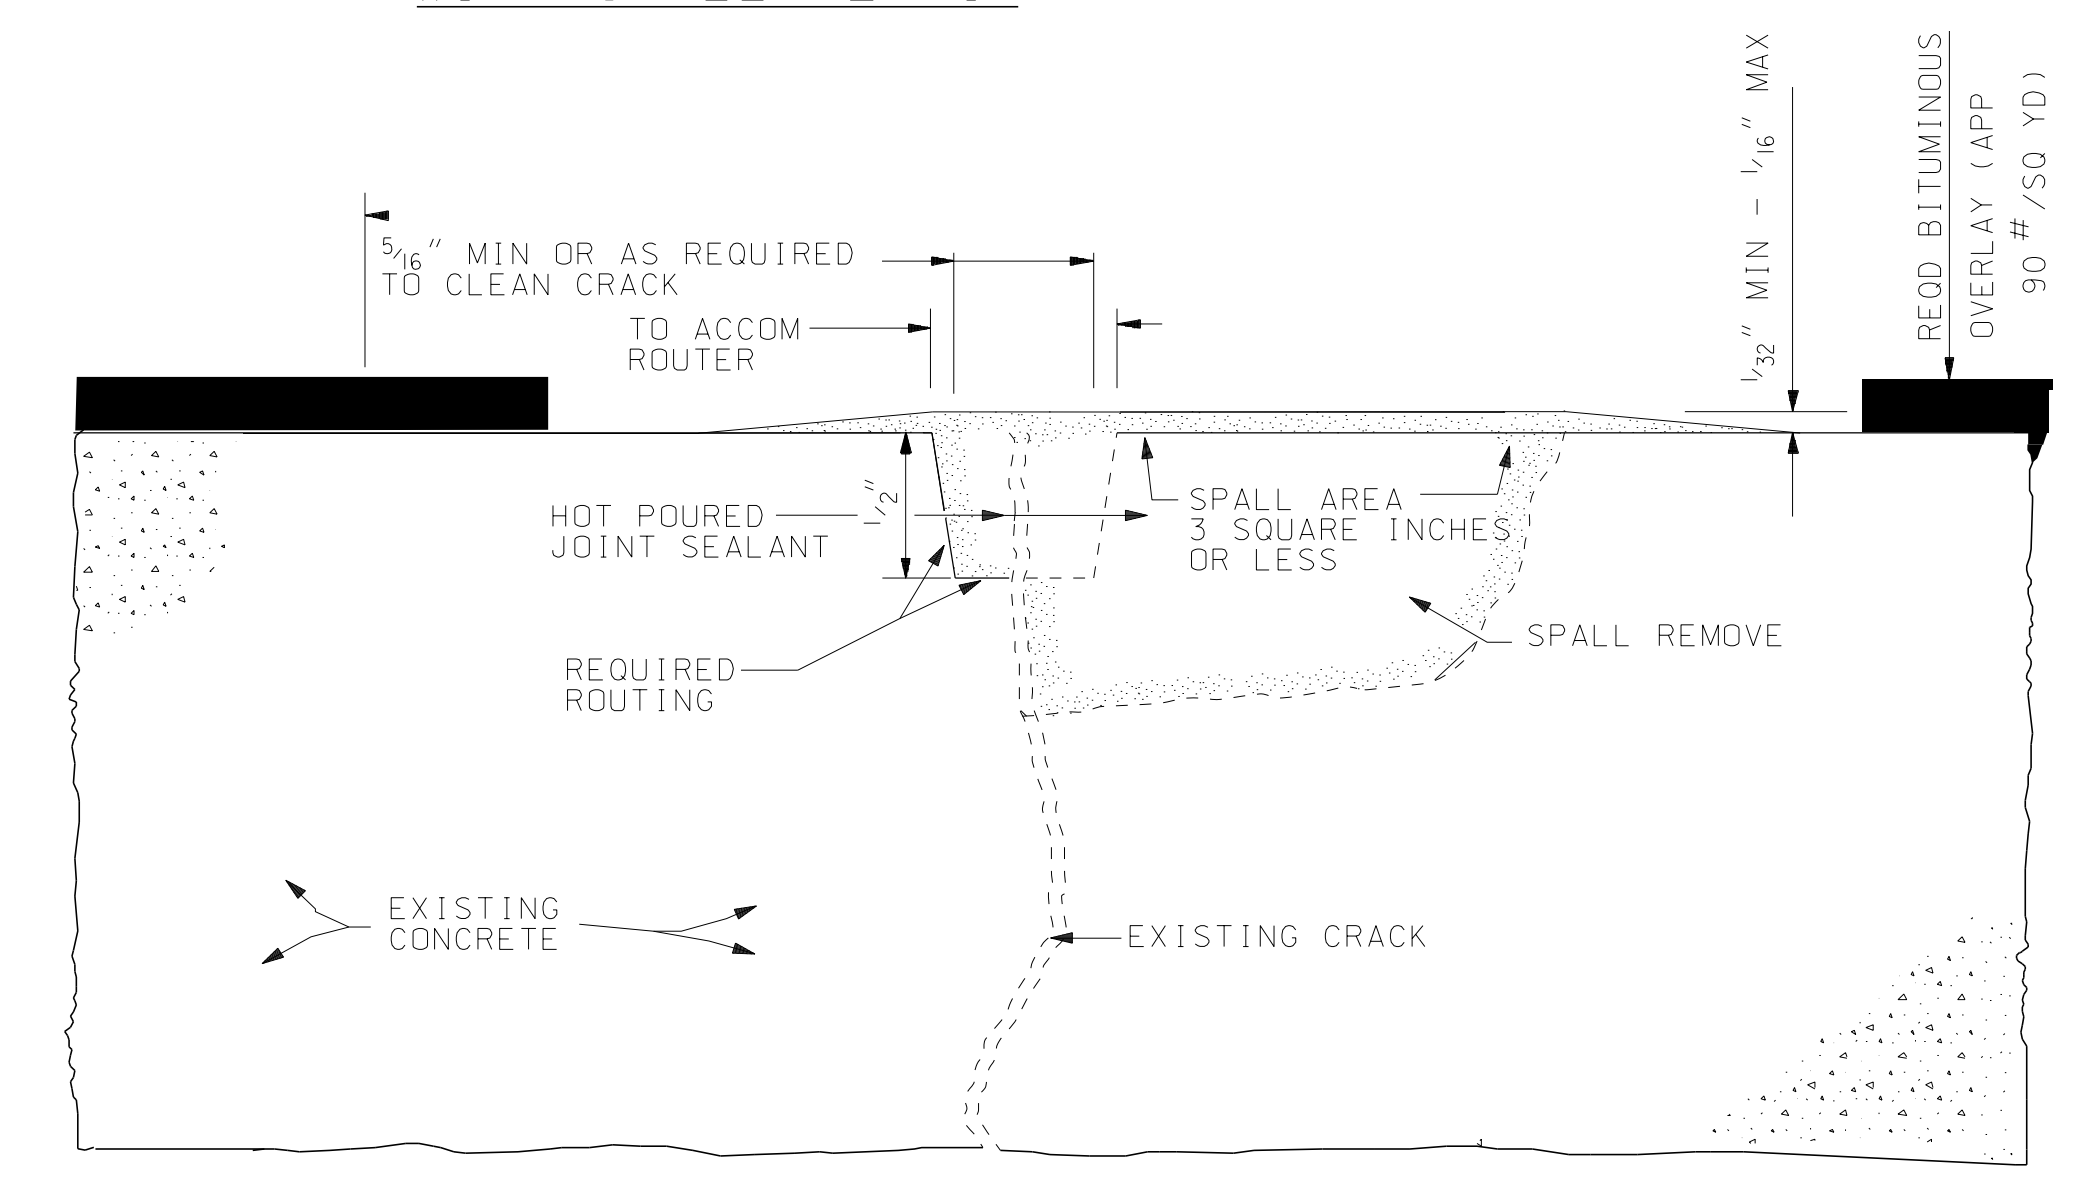 5/16" MIN OR AS REQUIRED
TO CLEAN CRACK
TO ACCOM
ROUTER
1/32" MIN - 1/16" MAX
REQD BITUMINOUS
OVERLAY (APP
90 #/SQ YD)
1/2"
HOT POURED
JOINT SEALANT
SPALL AREA
3 SQUARE INCHES
OR LESS
REQUIRED
ROUTING
SPALL REMOVE
EXISTING
CONCRETE
EXISTING CRACK